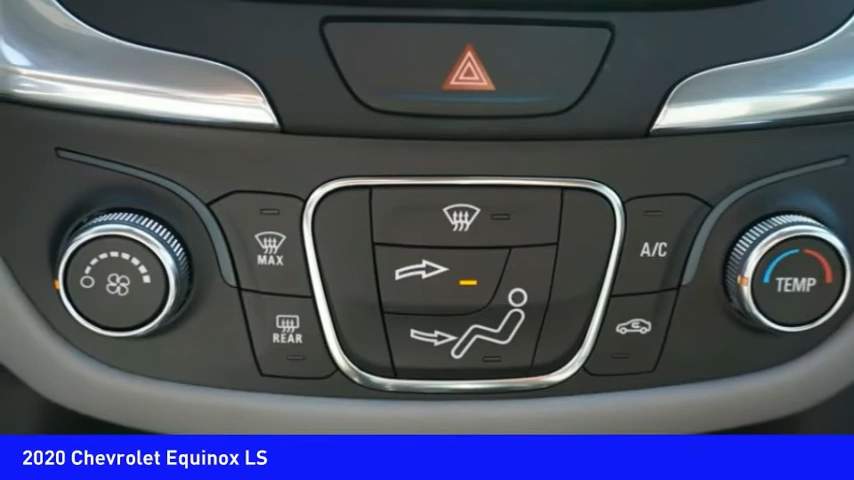 MAX
A/C
TEMP
REAR
2020 Chevrolet Equinox LS